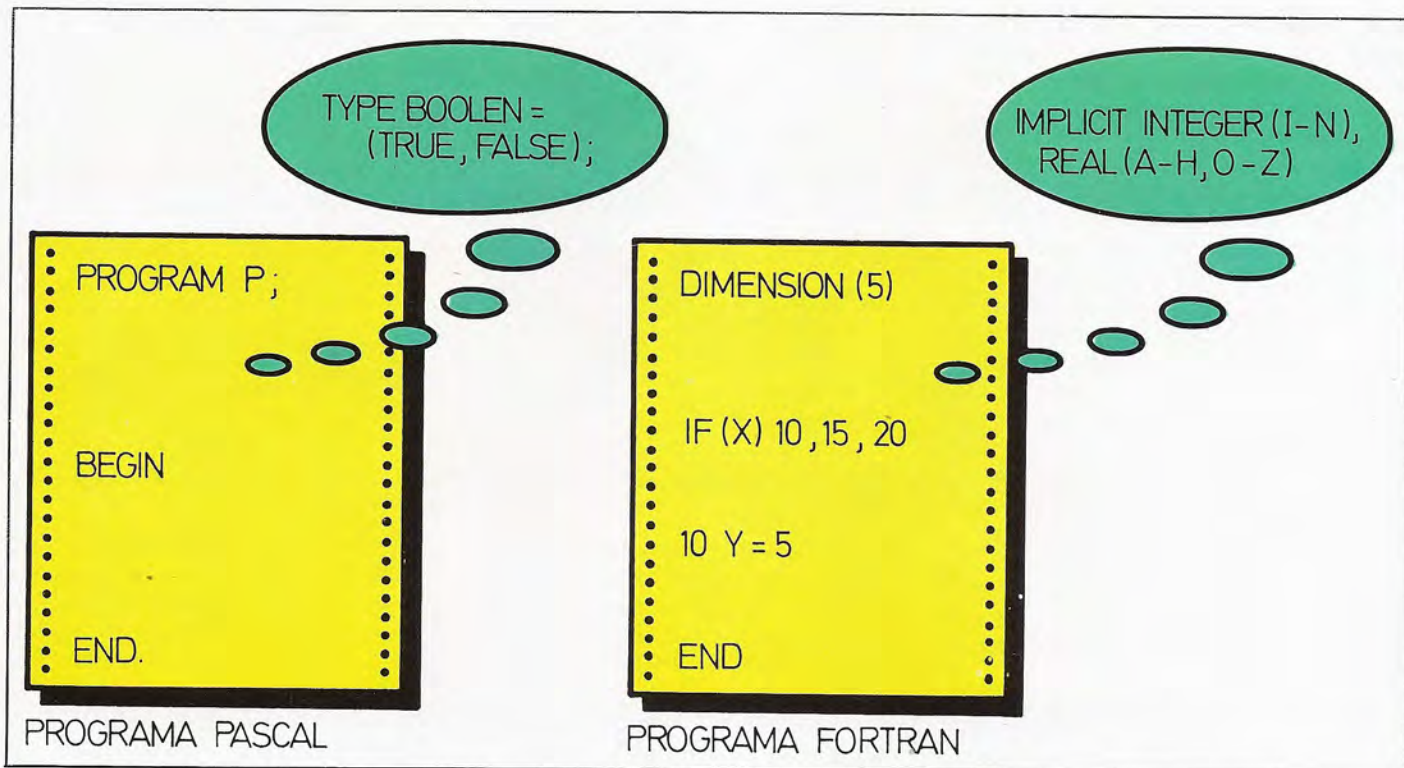 TYPE BOOLEN =
(TRUE, FALSE);
PROGRAM P;
BEGIN
END.
PROGRAMA PASCAL
IMPLICIT INTEGER (I-N),
REAL (A-H, O-Z)
DIMENSION (5)
IF (X) 10, 15, 20
10 Y = 5
END
PROGRAMA FORTRAN